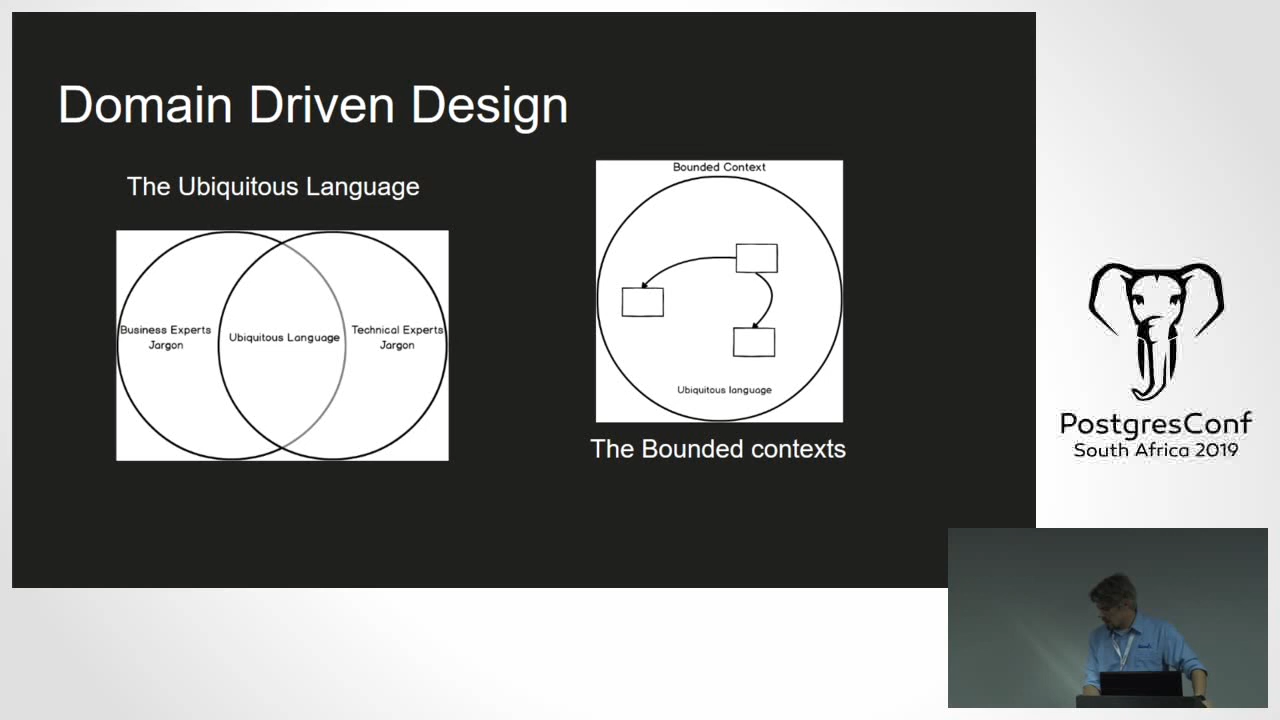 Domain Driven Design
The Ubiquitous Language
Business Experts
Jargon
Ubiquitous Language
Technical Experts
Jargon
Bounded Context
Ubiquitous language
The Bounded contexts
PostgresConf
South Africa 2019